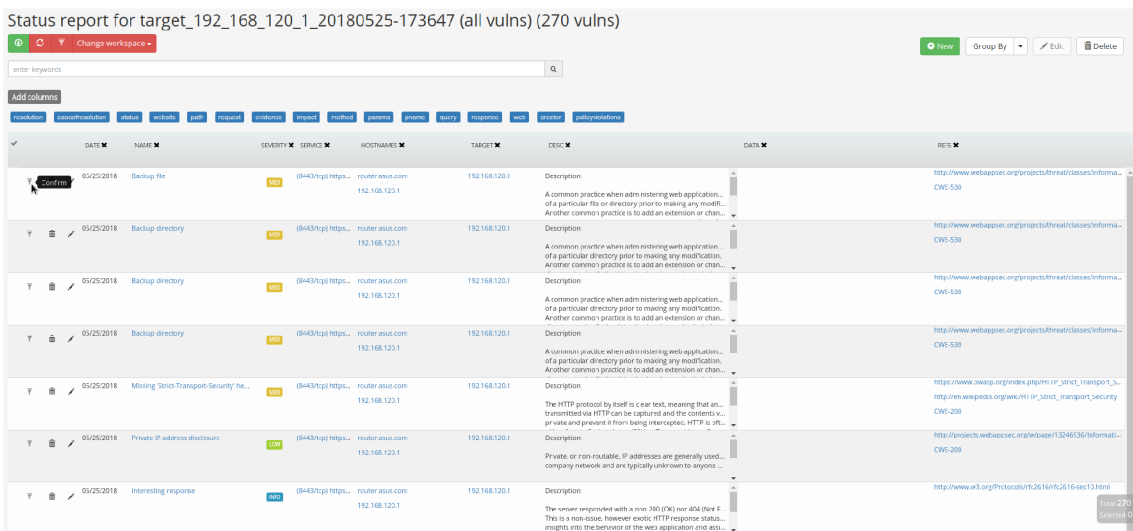 Status report for target_192_168_120_1_20180525-173647 (all vulns) (270 vulns)
Change workspace
New
Group By
Edit
Delete
enter keywords
Add columns
resolution easeofresolution status website path request evidence impact method params pname query response web creator policyviolations
DATE NAME SEVERITY SERVICE HOSTNAMES TARGET DESC DATA REFS
Confirm
05/25/2018 Backup file MED (8443/tcp) https... router.asus.com 192.168.120.1 Description:
192.168.120.1
A common practice when administering web application...
of a particular file or directory prior to making any modifi...
Another common practice is to add an extension or chan...
http://www.webappsec.org/projects/threat/classes/informa...
CWE-530
05/25/2018 Backup directory MED (8443/tcp) https... router.asus.com 192.168.120.1 Description:
192.168.120.1
A common practice when administering web application...
of a particular directory prior to making any modification.
Another common practice is to add an extension or chan...
http://www.webappsec.org/projects/threat/classes/informa...
CWE-530
05/25/2018 Backup directory MED (8443/tcp) https... router.asus.com 192.168.120.1 Description:
192.168.120.1
A common practice when administering web application...
of a particular directory prior to making any modification.
Another common practice is to add an extension or chan...
http://www.webappsec.org/projects/threat/classes/informa...
CWE-530
05/25/2018 Backup directory MED (8443/tcp) https... router.asus.com 192.168.120.1 Description:
192.168.120.1
A common practice when administering web application...
of a particular directory prior to making any modification.
Another common practice is to add an extension or chan...
http://www.webappsec.org/projects/threat/classes/informa...
CWE-530
05/25/2018 Missing 'Strict-Transport-Security' he... MED (8443/tcp) https... router.asus.com 192.168.120.1 Description:
192.168.120.1
The HTTP protocol by itself is clear text, meaning that an...
transmitted via HTTP can be captured and the contents v...
private and prevent it from being intercepted, HTTP is oft...
https://www.owasp.org/index.php/HTTP_Strict_Transport_S...
http://en.wikipedia.org/wiki/HTTP_Strict_Transport_Security
CWE-200
05/25/2018 Private IP address disclosure LOW (8443/tcp) https... router.asus.com 192.168.120.1 Description:
192.168.120.1
Private, or non-routable, IP addresses are generally used...
company network and are typically unknown to anyone ...
http://projects.webappsec.org/w/page/13246936/Informati...
CWE-200
05/25/2018 Interesting response INFO (8443/tcp) https... router.asus.com 192.168.120.1 Description:
192.168.120.1
The server responded with a non 200 (OK) nor 404 (Not F...
This is a non-issue, however exotic HTTP response status...
insights into the behavior of the web application and assi...
http://www.w3.org/Protocols/rfc2616/rfc2616-sec10.html
Total 270
Selected 0